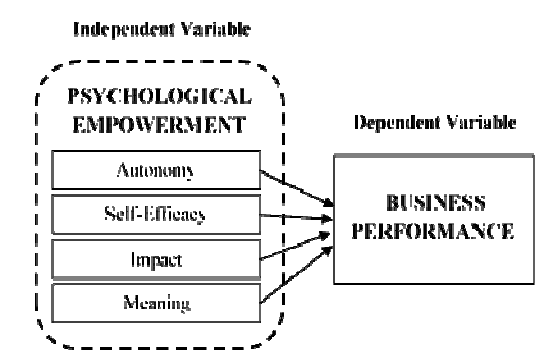 Independent Variable
PSYCHOLOGICAL
EMPOWERMENT
Autonomy
Self-Efficacy
Impact
Meaning
Dependent Variable
BUSINESS
PERFORMANCE